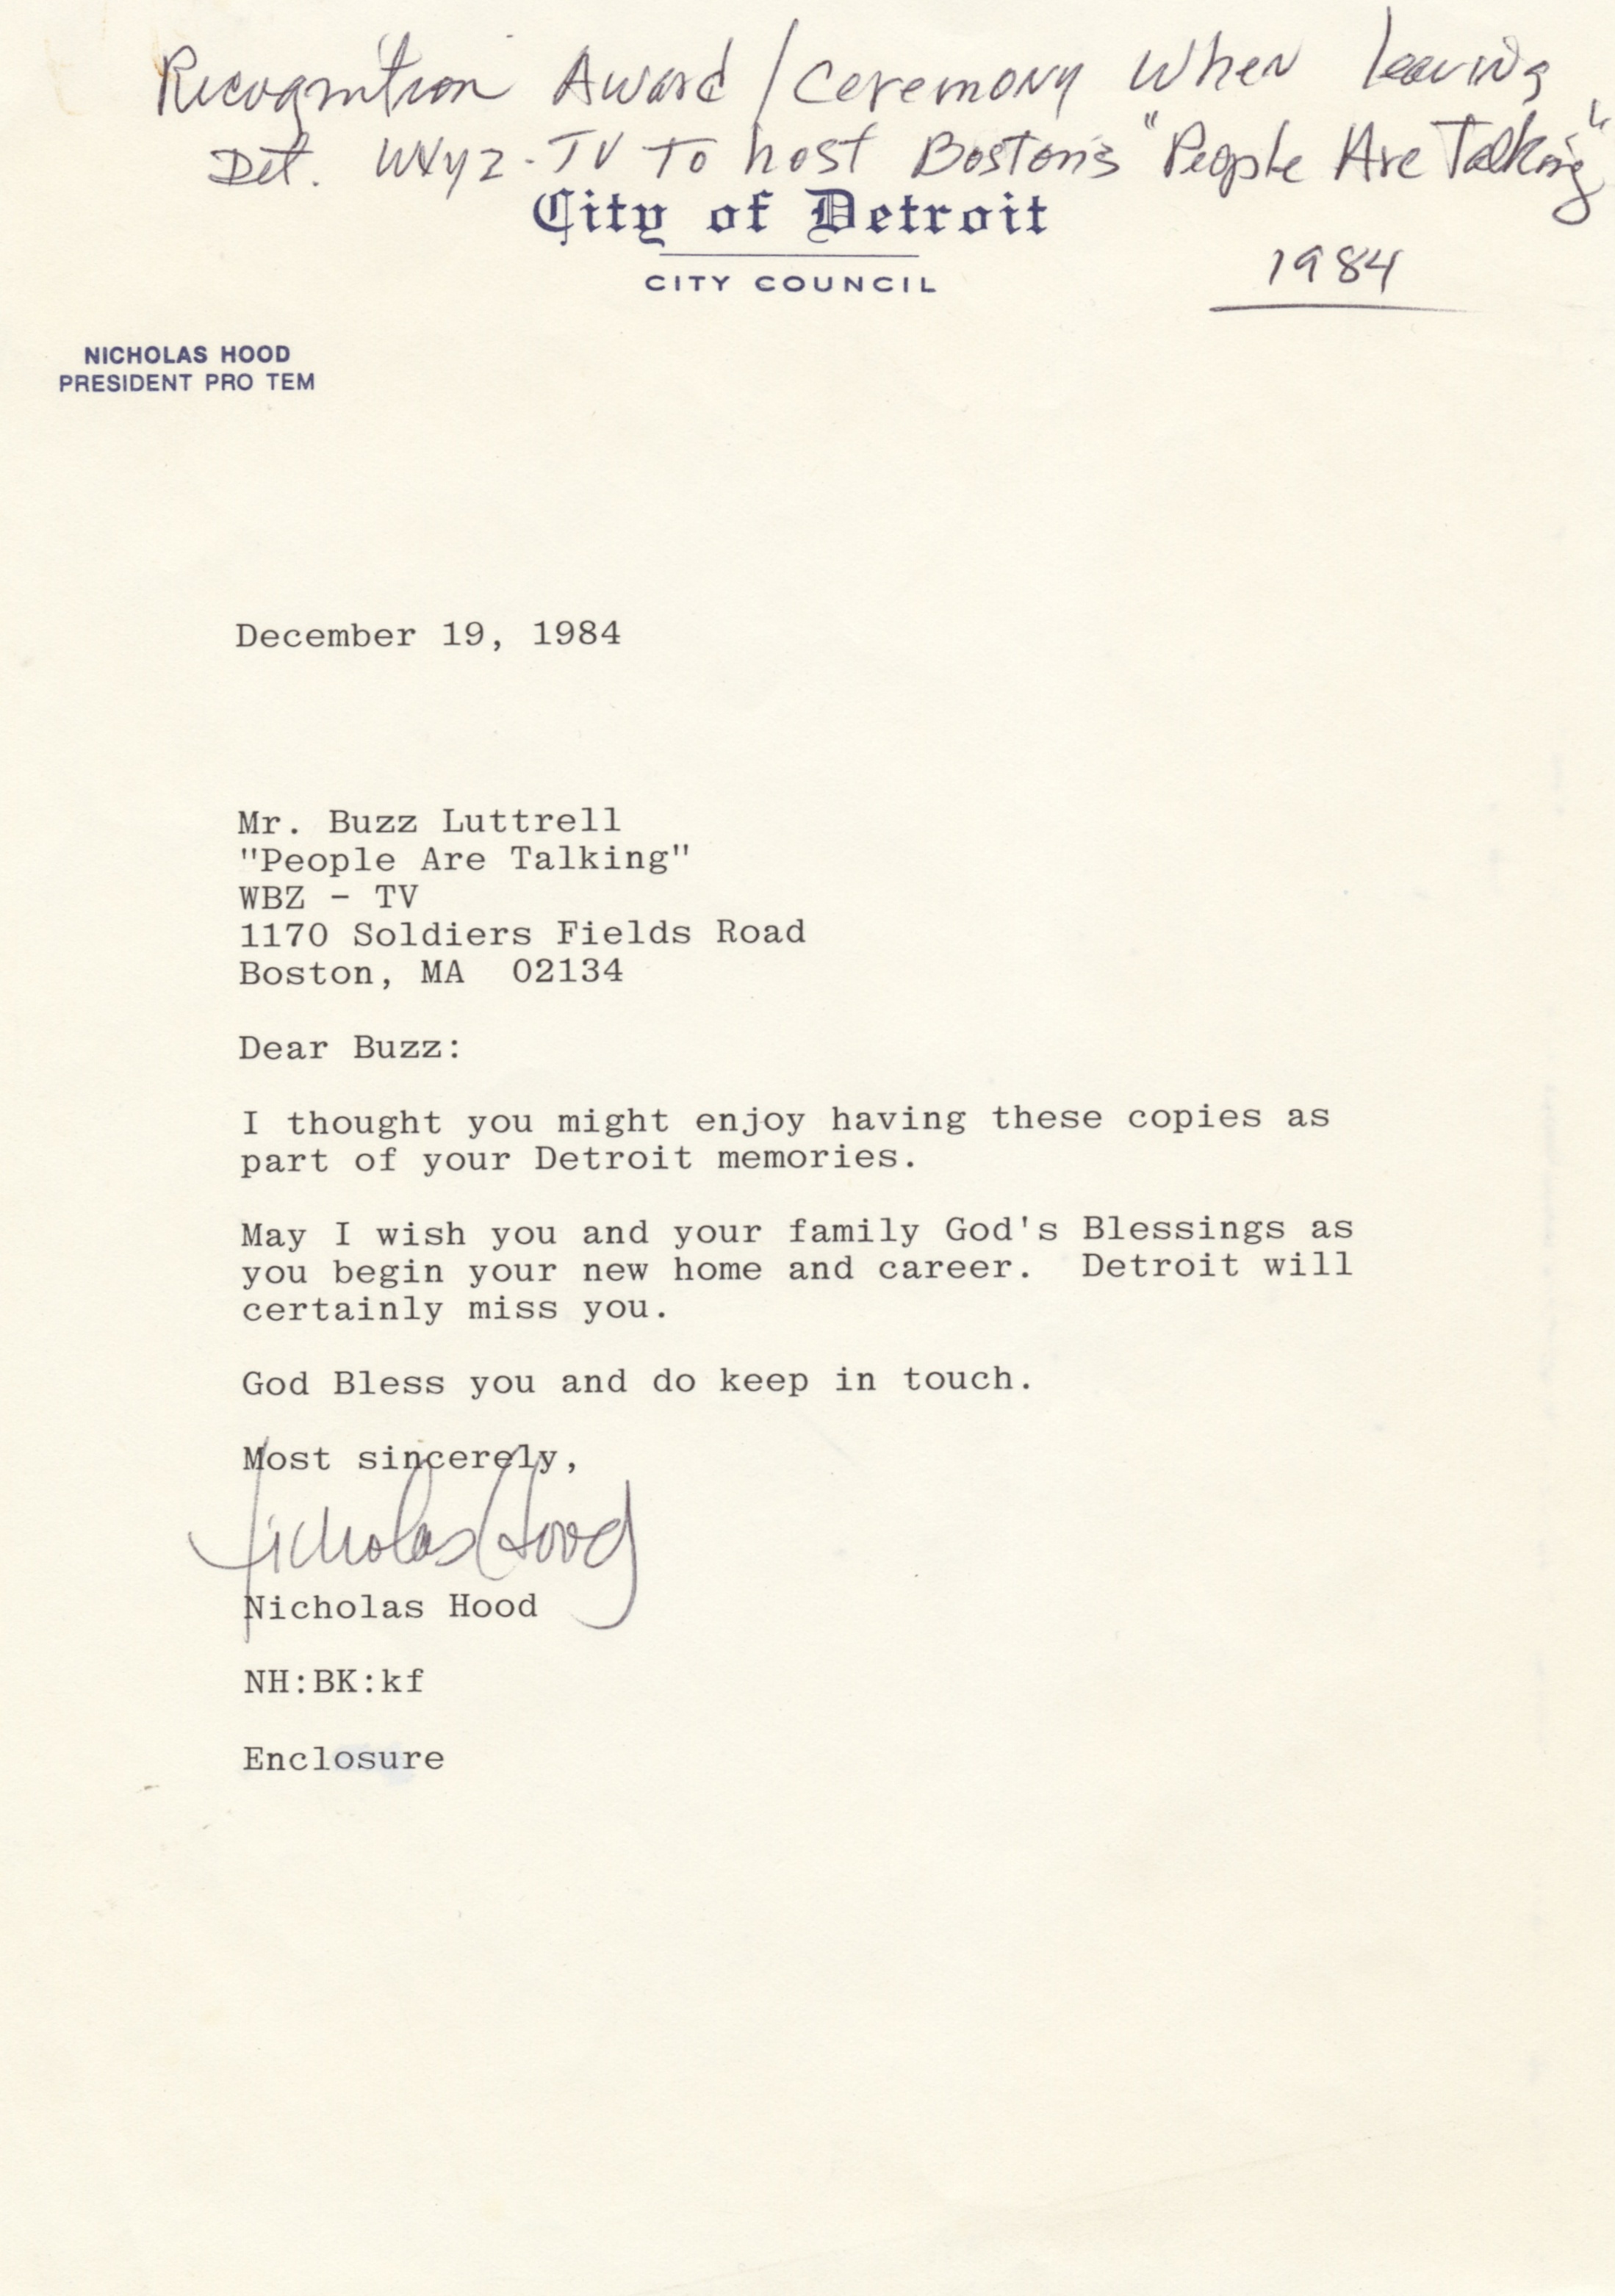 Recognition Award / Ceremony When leaving
Det. WXYZ-TV To host Boston's "People Are Talking"
City of Detroit
CITY COUNCIL
1984
NICHOLAS HOOD
PRESIDENT PRO TEM
December 19, 1984
Mr. Buzz Luttrell
"People Are Talking"
WBZ - TV
1170 Soldiers Fields Road
Boston, MA  02134
Dear Buzz:
I thought you might enjoy having these copies as
part of your Detroit memories.
May I wish you and your family God's Blessings as
you begin your new home and career.  Detroit will
certainly miss you.
God Bless you and do keep in touch.
Most sincerely,
Nicholas Hood
Nicholas Hood
NH:BK:kf
Enclosure